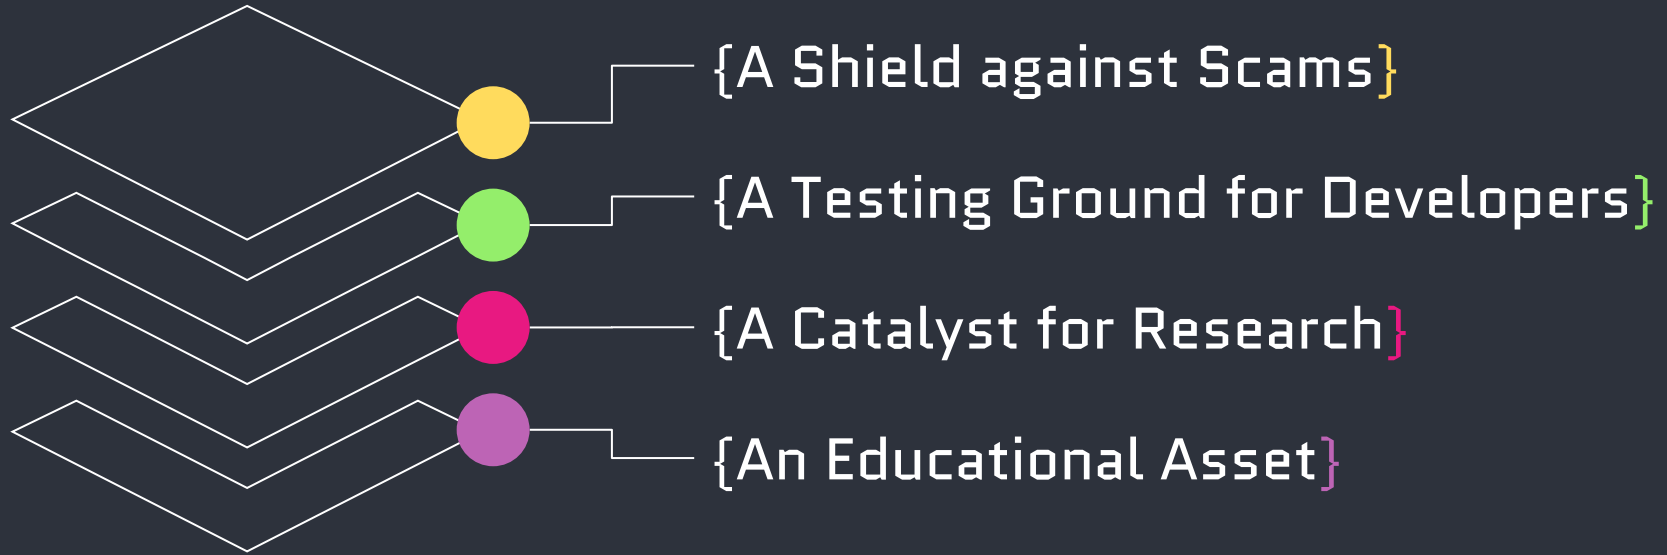 {A Shield against Scams}
{A Testing Ground for Developers}
{A Catalyst for Research}
{An Educational Asset}